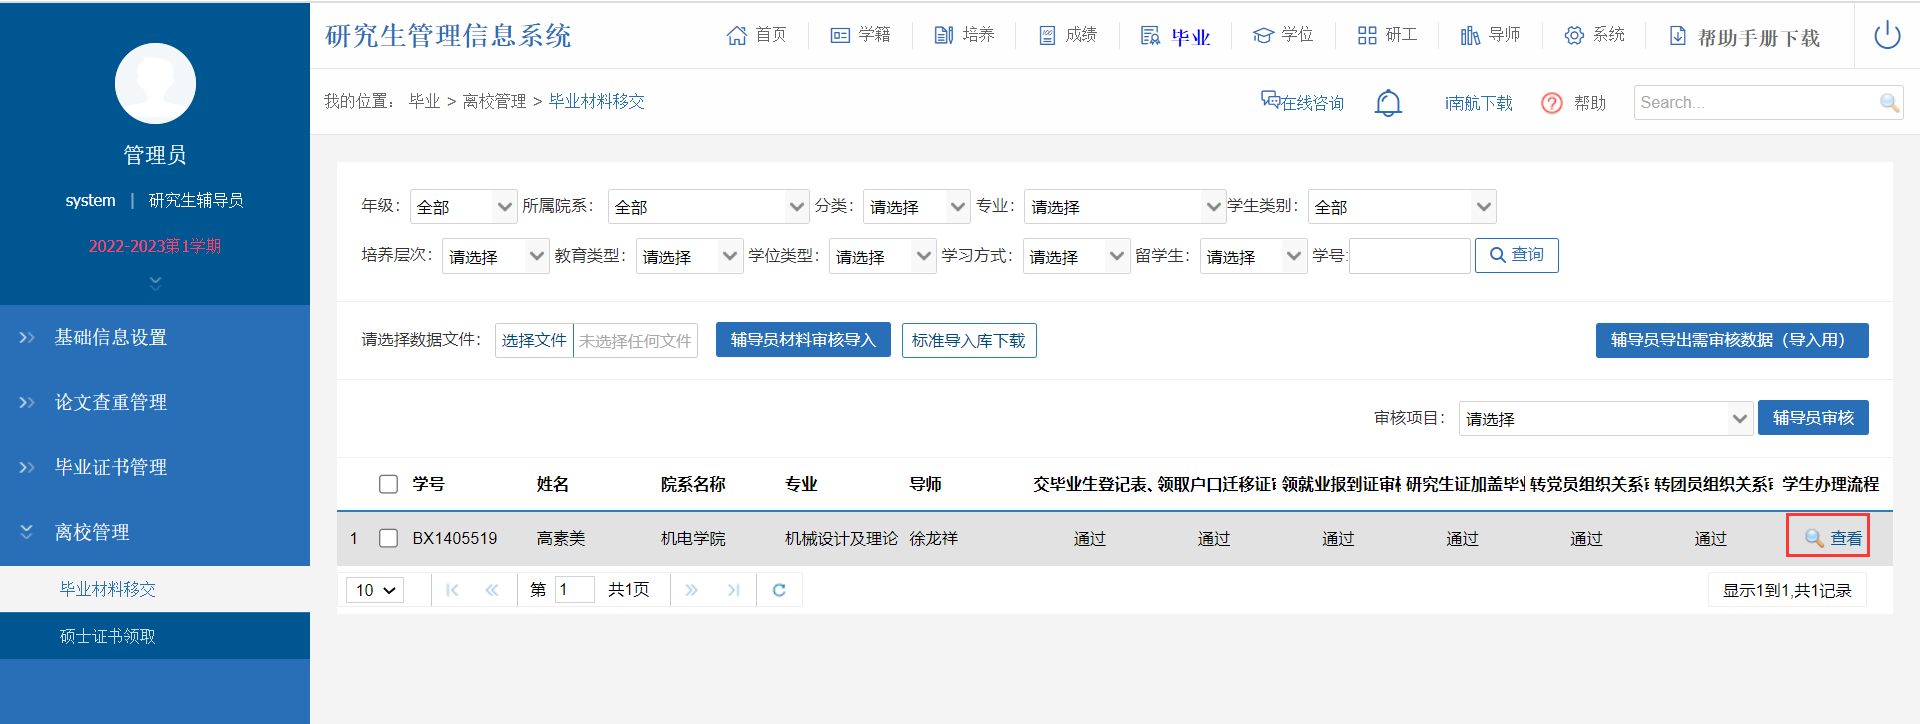 研究生管理信息系统
首页 学籍 培养 成绩 毕业 学位 研工 导师 系统 帮助手册下载
管理员
system | 研究生辅导员
2022-2023第1学期
基础信息设置
论文查重管理
毕业证书管理
离校管理
毕业材料移交
硕士证书领取
我的位置： 毕业 > 离校管理 > 毕业材料移交
在线咨询 i南航下载 帮助 Search...
年级： 全部 所属院系： 全部 分类： 请选择 专业： 请选择 学生类别： 全部
培养层次： 请选择 教育类型： 请选择 学位类型： 请选择 学习方式： 请选择 留学生： 请选择 学号: 查询
请选择数据文件： 选择文件 未选择任何文件 辅导员材料审核导入 标准导入库下载 辅导员导出需审核数据（导入用）
审核项目： 请选择 辅导员审核
学号 姓名 院系名称 专业 导师 交毕业生登记表、 领取户口迁移证 领就业报到证审核 研究生证加盖毕业 转党员组织关系 转团员组织关系 学生办理流程
1 BX1405519 高素美 机电学院 机械设计及理论 徐龙祥 通过 通过 通过 通过 通过 通过 查看
10 第 1 共1页 显示1到1,共1记录